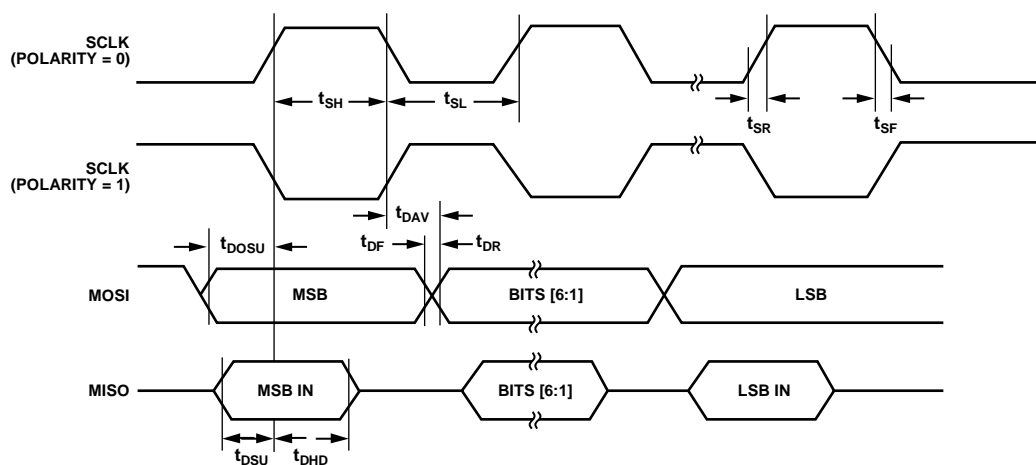 SCLK
(POLARITY = 0)
tSH
tSL
tSR
tSF
SCLK
(POLARITY = 1)
tDAV
tDOSU
tDF
tDR
MOSI
MSB
BITS [6:1]
LSB
MISO
MSB IN
BITS [6:1]
LSB IN
tDSU
tDHD